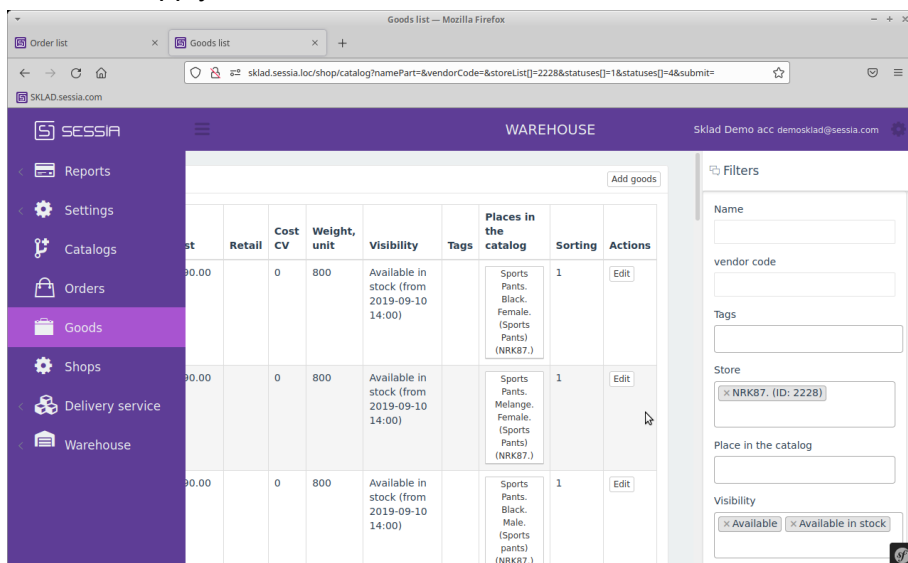 Goods list — Mozilla Firefox
Order list
Goods list
sklad.sessia.loc/shop/catalog?namePart=&vendorCode=&storeList[]=2228&statuses[]=1&statuses[]=4&submit=
SKLAD.sessia.com
SESSIA
WAREHOUSE
Sklad Demo acc demosklad@sessia.com
Reports
Settings
Catalogs
Orders
Goods
Shops
Delivery service
Warehouse
Add goods
Retail
Cost CV
Weight, unit
Visibility
Tags
Places in the catalog
Sorting
Actions
90.00
0
800
Available in
stock (from
2019-09-10
14:00)
Sports
Pants.
Black.
Female.
(Sports
Pants)
(NRK87.)
1
Edit
90.00
0
800
Available in
stock (from
2019-09-10
14:00)
Sports
Pants.
Melange.
Female.
(Sports
Pants)
(NRK87.)
1
Edit
90.00
0
800
Available in
stock (from
2019-09-10
14:00)
Sports
Pants.
Black.
Male.
(Sports
pants)
(NRK87.)
1
Edit
Filters
Name
vendor code
Tags
Store
× NRK87. (ID: 2228)
Place in the catalog
Visibility
× Available × Available in stock